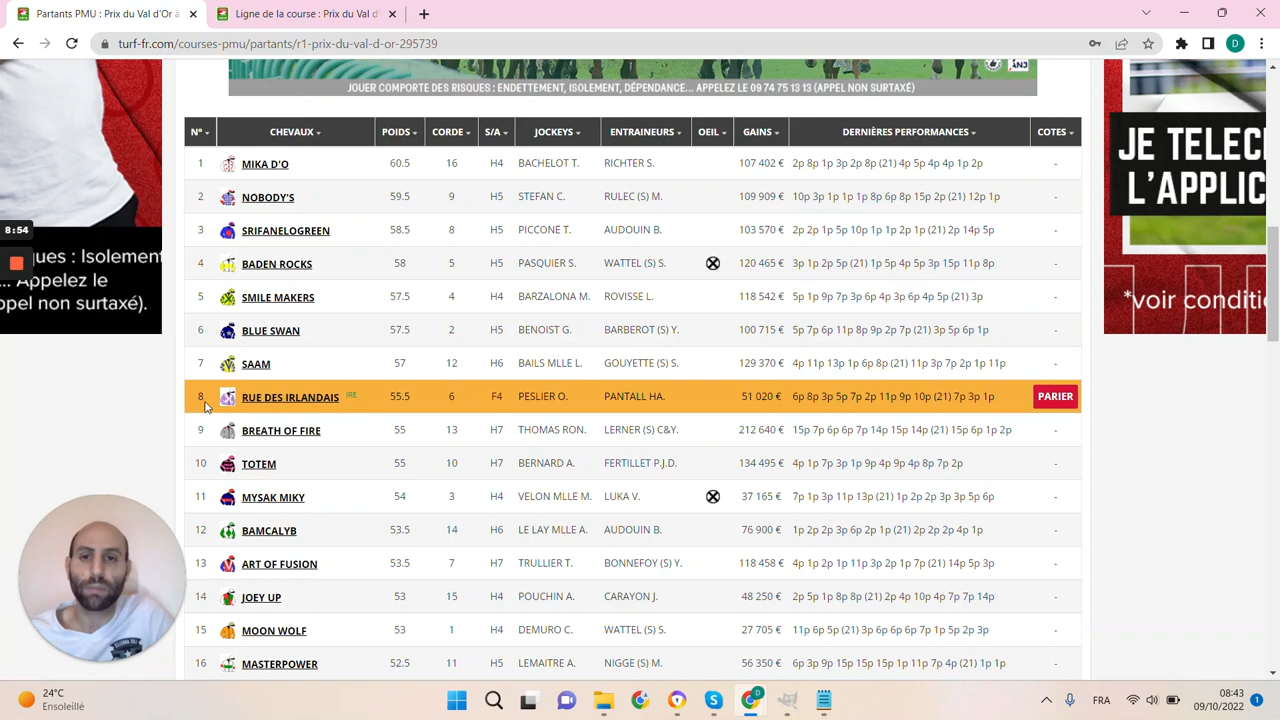 Partants PMU : Prix du Val d'Or à
Ligne de la course : Prix du Val d'
turf-fr.com/courses-pmu/partants/r1-prix-du-val-d-or-295739
D
ANJ
JOUER COMPORTE DES RISQUES : ENDETTEMENT, ISOLEMENT, DÉPENDANCE... APPELEZ LE 09 74 75 13 13 (APPEL NON SURTAXÉ)
N° CHEVAUX POIDS CORDE S/A JOCKEYS ENTRAINEURS OEIL GAINS DERNIÈRES PERFORMANCES COTES
1 MIKA D'O 60.5 16 H4 BACHELOT T. RICHTER S. 107 402 € 2p 8p 1p 3p 2p 8p (21) 4p 5p 4p 4p 1p 2p -
2 NOBODY'S 59.5 9 H5 STEFAN C. RULEC (S) M. 109 909 € 10p 3p 1p 1p 1p 8p 6p 8p 15p 2p (21) 12p 1p -
3 SRIFANELOGREEN 58.5 8 H5 PICCONE T. AUDOUIN B. 103 570 € 2p 2p 1p 5p 10p 1p 1p 2p 1p (21) 2p 14p 5p -
4 BADEN ROCKS 58 5 H5 PASQUIER S. WATTEL (S) S. 120 465 € 3p 1p 2p 5p (21) 1p 5p 4p 5p 3p 15p 11p 8p -
5 SMILE MAKERS 57.5 4 H4 BARZALONA M. ROVISSE L. 118 542 € 5p 1p 9p 7p 3p 6p 4p 3p 6p 4p 5p (21) 3p -
6 BLUE SWAN 57.5 2 H5 BENOIST G. BARBEROT (S) Y. 100 715 € 5p 7p 6p 11p 8p 9p 2p 7p (21) 3p 5p 6p 1p -
7 SAAM 57 12 H6 BAILS MLLE L. GOUYETTE (S) S. 129 370 € 4p 11p 13p 1p 6p 8p (21) 11p 3p 7p 2p 1p 11p -
8 RUE DES IRLANDAIS IRE 55.5 6 F4 PESLIER O. PANTALL HA. 51 020 € 6p 8p 3p 5p 7p 2p 11p 9p 10p (21) 7p 3p 1p PARIER
9 BREATH OF FIRE 55 13 H7 THOMAS RON. LERNER (S) C&Y. 212 640 € 15p 7p 6p 6p 7p 14p 15p 14p (21) 15p 6p 1p 2p -
10 TOTEM 55 10 H7 BERNARD A. FERTILLET P.J.D. 134 495 € 4p 1p 7p 3p 1p 9p 4p 9p 4p 8p 7p 2p -
11 MYSAK MIKY 54 3 H4 VELON MLLE M. LUKA V. 37 165 € 7p 1p 3p 11p 13p (21) 1p 2p 2p 3p 3p 5p 6p -
12 BAMCALYB 53.5 14 H6 LE LAY MLLE A. AUDOUIN B. 76 900 € 1p 2p 2p 3p 6p 2p 1p (21) 2p 2p 2p 4p 1p -
13 ART OF FUSION 53.5 7 H7 TRULLIER T. BONNEFOY (S) Y. 118 458 € 4p 1p 2p 1p 11p 3p 2p 1p 7p (21) 14p 5p 3p -
14 JOEY UP 53 15 H4 POUCHIN A. CARAYON J. 48 250 € 2p 5p 1p 8p 8p (21) 2p 4p 10p 4p 7p 7p 14p -
15 MOON WOLF 53 1 H4 DEMURO C. WATTEL (S) S. 27 705 € 11p 6p 5p (21) 3p 6p 6p 6p 7p 1p 5p 2p 3p -
16 MASTERPOWER 52.5 11 H5 LEMAITRE A. NIGGE (S) M. 56 350 € 6p 3p 9p 15p 15p 15p 1p 11p 7p 4p (21) 1p 1p -
8:54
ques : Isolement
... Appelez le
ppel non surtaxé).
JE TELEC
L'APPLIC
*voir conditi
24°C
Ensoleillé
D
FRA
08:43
09/10/2022
1